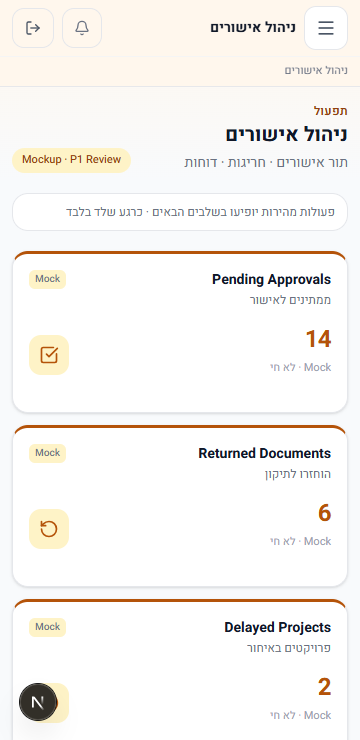 ניהול אישורים
ניהול אישורים
תפעול
ניהול אישורים
תור אישורים · חריגות · דוחות
Mockup · P1 Review
פעולות מהירות יופיעו בשלבים הבאים · כרגע שלד בלבד
Pending Approvals
Mock
ממתינים לאישור
14
Mock · לא חי
Returned Documents
Mock
הוחזרו לתיקון
6
Mock · לא חי
Delayed Projects
Mock
פרויקטים באיחור
2
Mock · לא חי
N